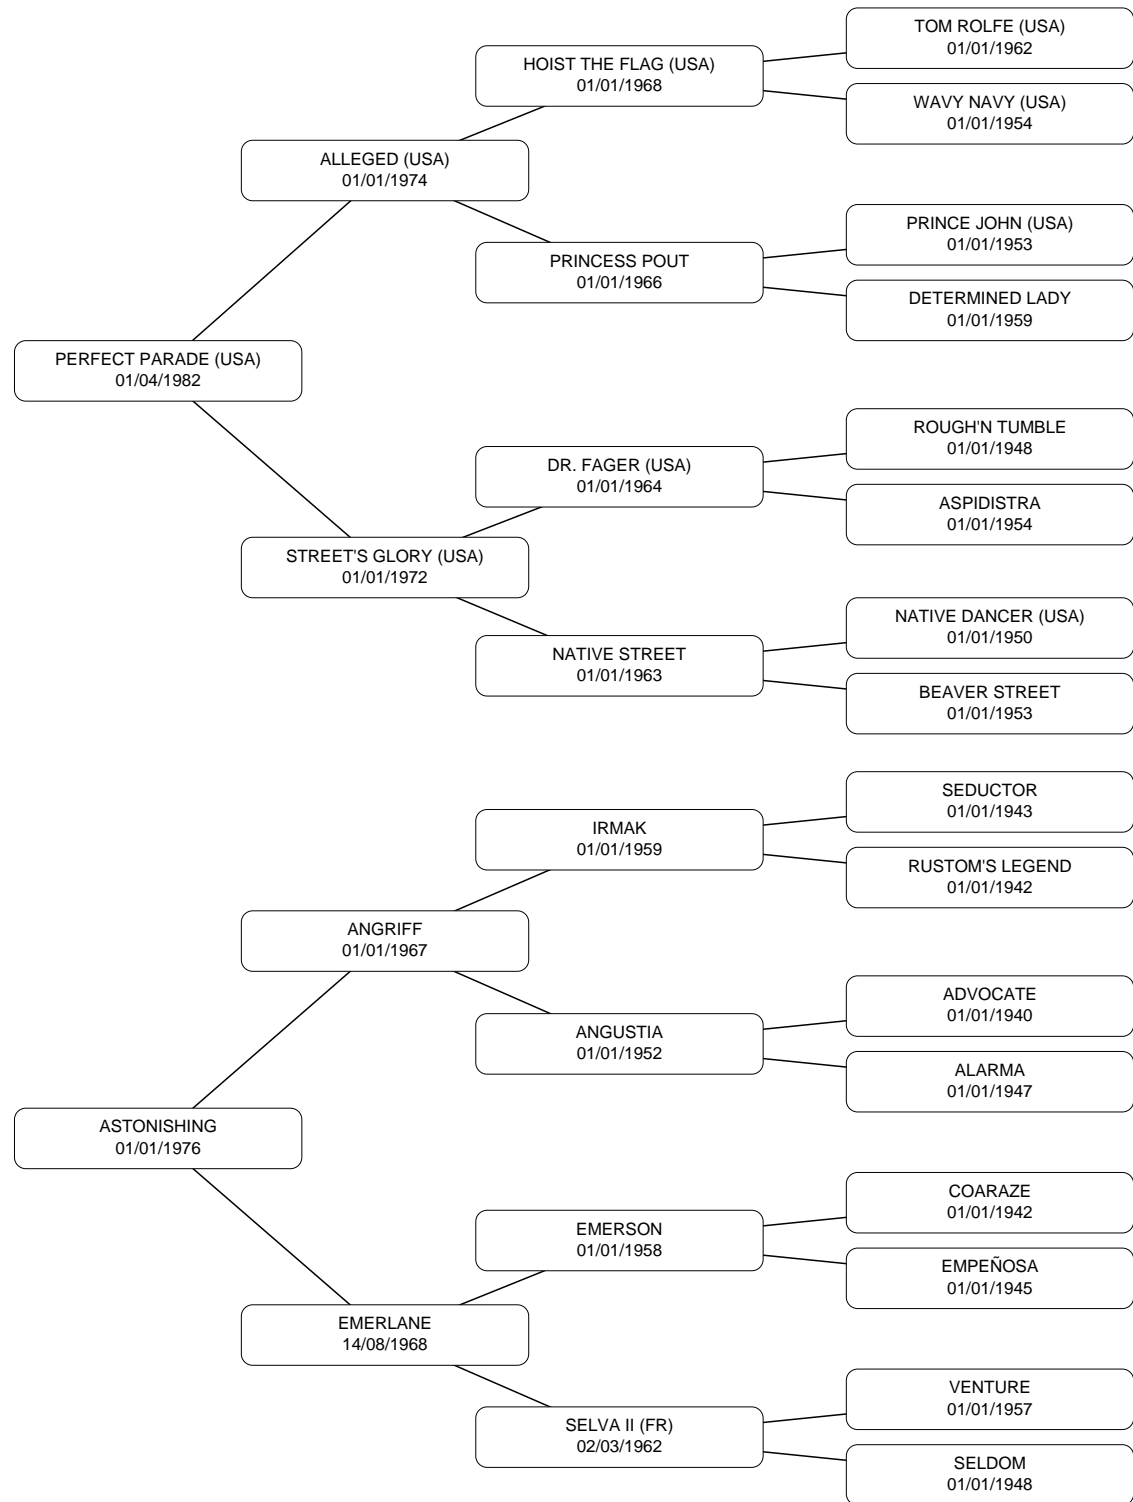 TOM ROLFE (USA)
01/01/1962
HOIST THE FLAG (USA)
01/01/1968
WAVY NAVY (USA)
01/01/1954
ALLEGED (USA)
01/01/1974
PRINCE JOHN (USA)
01/01/1953
PRINCESS POUT
01/01/1966
DETERMINED LADY
01/01/1959
PERFECT PARADE (USA)
01/04/1982
ROUGH'N TUMBLE
01/01/1948
DR. FAGER (USA)
01/01/1964
ASPIDISTRA
01/01/1954
STREET'S GLORY (USA)
01/01/1972
NATIVE DANCER (USA)
01/01/1950
NATIVE STREET
01/01/1963
BEAVER STREET
01/01/1953
SEDUCTOR
01/01/1943
IRMAK
01/01/1959
RUSTOM'S LEGEND
01/01/1942
ANGRIFF
01/01/1967
ADVOCATE
01/01/1940
ANGUSTIA
01/01/1952
ALARMA
01/01/1947
ASTONISHING
01/01/1976
COARAZE
01/01/1942
EMERSON
01/01/1958
EMPEÑOSA
01/01/1945
EMERLANE
14/08/1968
VENTURE
01/01/1957
SELVA II (FR)
02/03/1962
SELDOM
01/01/1948